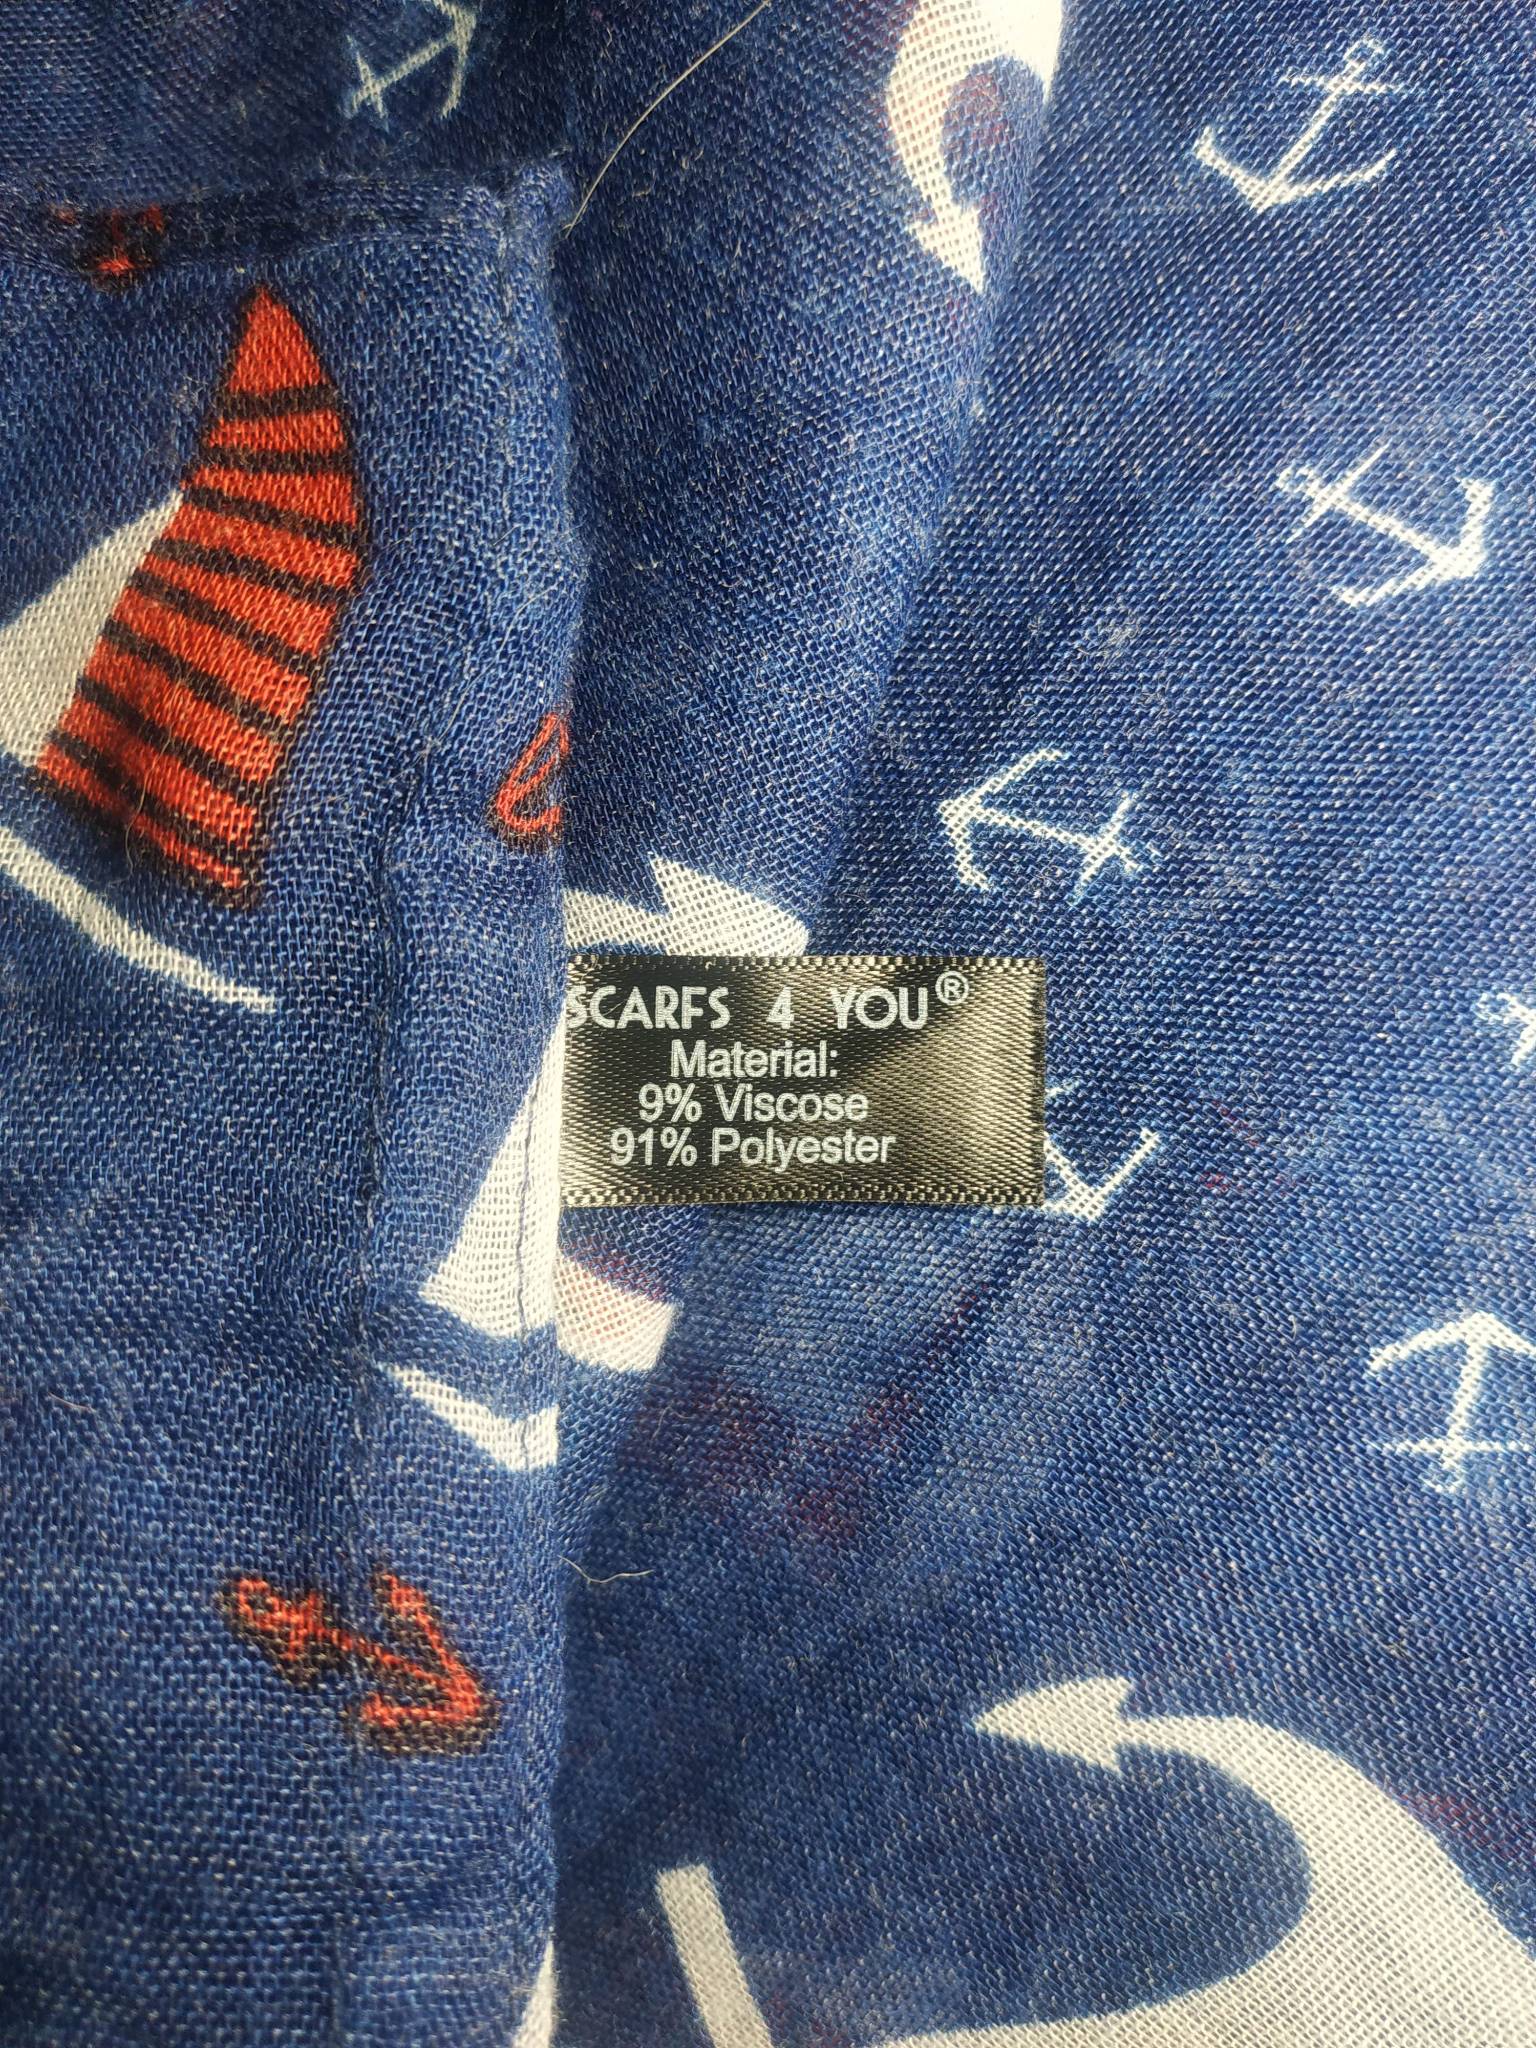 SCARFS 4 YOU®
Material:
9% Viscose
91% Polyester